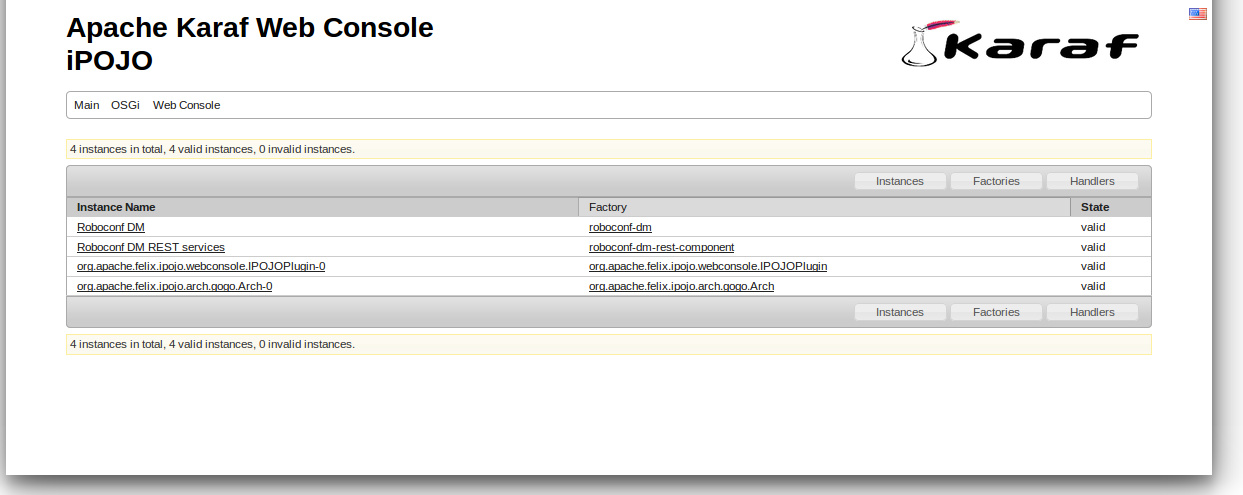 Apache Karaf Web Console
iPOJO
Karaf
Main OSGi Web Console
4 instances in total, 4 valid instances, 0 invalid instances.
Instances Factories Handlers
Instance Name Factory State
Roboconf DM roboconf-dm valid
Roboconf DM REST services roboconf-dm-rest-component valid
org.apache.felix.ipojo.webconsole.IPOJOPlugin-0 org.apache.felix.ipojo.webconsole.IPOJOPlugin valid
org.apache.felix.ipojo.arch.gogo.Arch-0 org.apache.felix.ipojo.arch.gogo.Arch valid
Instances Factories Handlers
4 instances in total, 4 valid instances, 0 invalid instances.